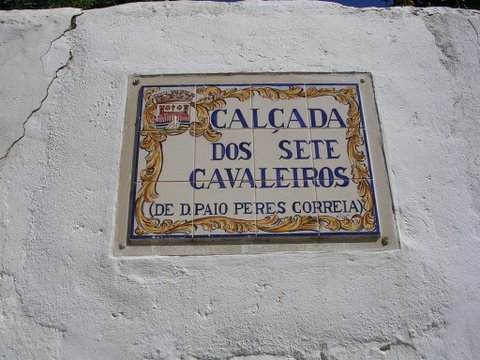 CALÇADA
DOS SETE
CAVALEIROS
(DE D. PAIO PERES CORREIA)